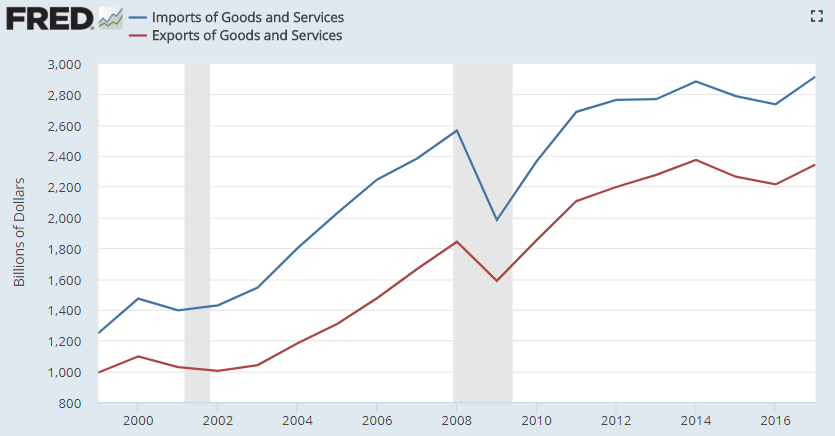 FRED
Imports of Goods and Services
Exports of Goods and Services
Billions of Dollars
3,000
2,800
2,600
2,400
2,200
2,000
1,800
1,600
1,400
1,200
1,000
800
2000 2002 2004 2006 2008 2010 2012 2014 2016